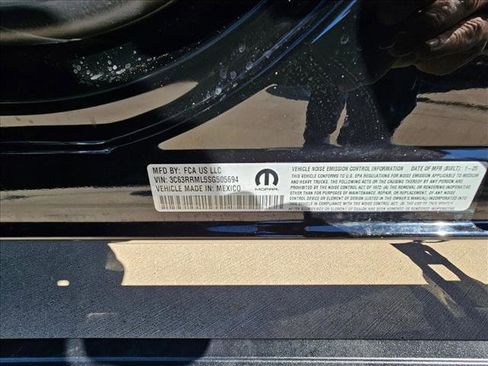 MFD BY: FCA US LLC
VIN: 3C63RRML5SG505694
VEHICLE MADE IN: MEXICO
MOPAR
VEHICLE NOISE EMISSION CONTROL INFORMATION DATE OF MFR (BUILT): 1-25
THIS VEHICLE CONFORMS TO U.S. EPA REGULATIONS FOR NOISE EMISSION APPLICABLE TO MEDIUM
AND HEAVY TRUCKS. THE FOLLOWING ACTS OR THE CAUSING THEREOF BY ANY PERSON
ARE PROHIBITED BY THE NOISE CONTROL ACT OF 1972: (A) THE REMOVAL OR RENDERING INOPERATIVE
OTHER THAN FOR PURPOSES OF MAINTENANCE, REPAIR, OR REPLACEMENT, OF ANY NOISE
CONTROL DEVICE OR ELEMENT OF DESIGN (LISTED IN THE OWNER'S MANUAL) INCORPORATED INTO